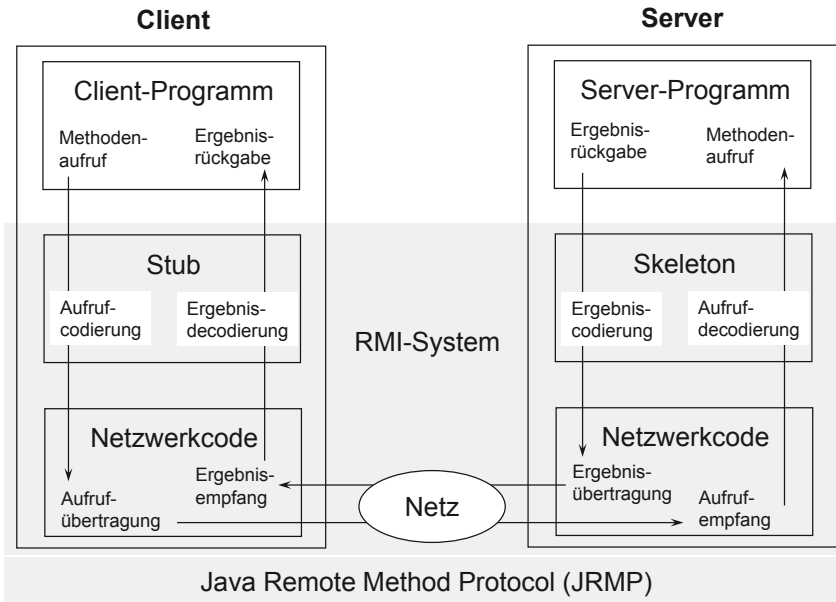 Client
Server
Client-Programm
Methoden-
aufruf
Ergebnis-
rückgabe
Server-Programm
Ergebnis-
rückgabe
Methoden-
aufruf
Stub
Aufruf-
codierung
Ergebnis-
decodierung
RMI-System
Skeleton
Ergebnis-
codierung
Aufruf-
decodierung
Netzwerkcode
Ergebnis-
empfang
Aufruf-
übertragung
Netz
Netzwerkcode
Ergebnis-
übertragung
Aufruf-
empfang
Java Remote Method Protocol (JRMP)